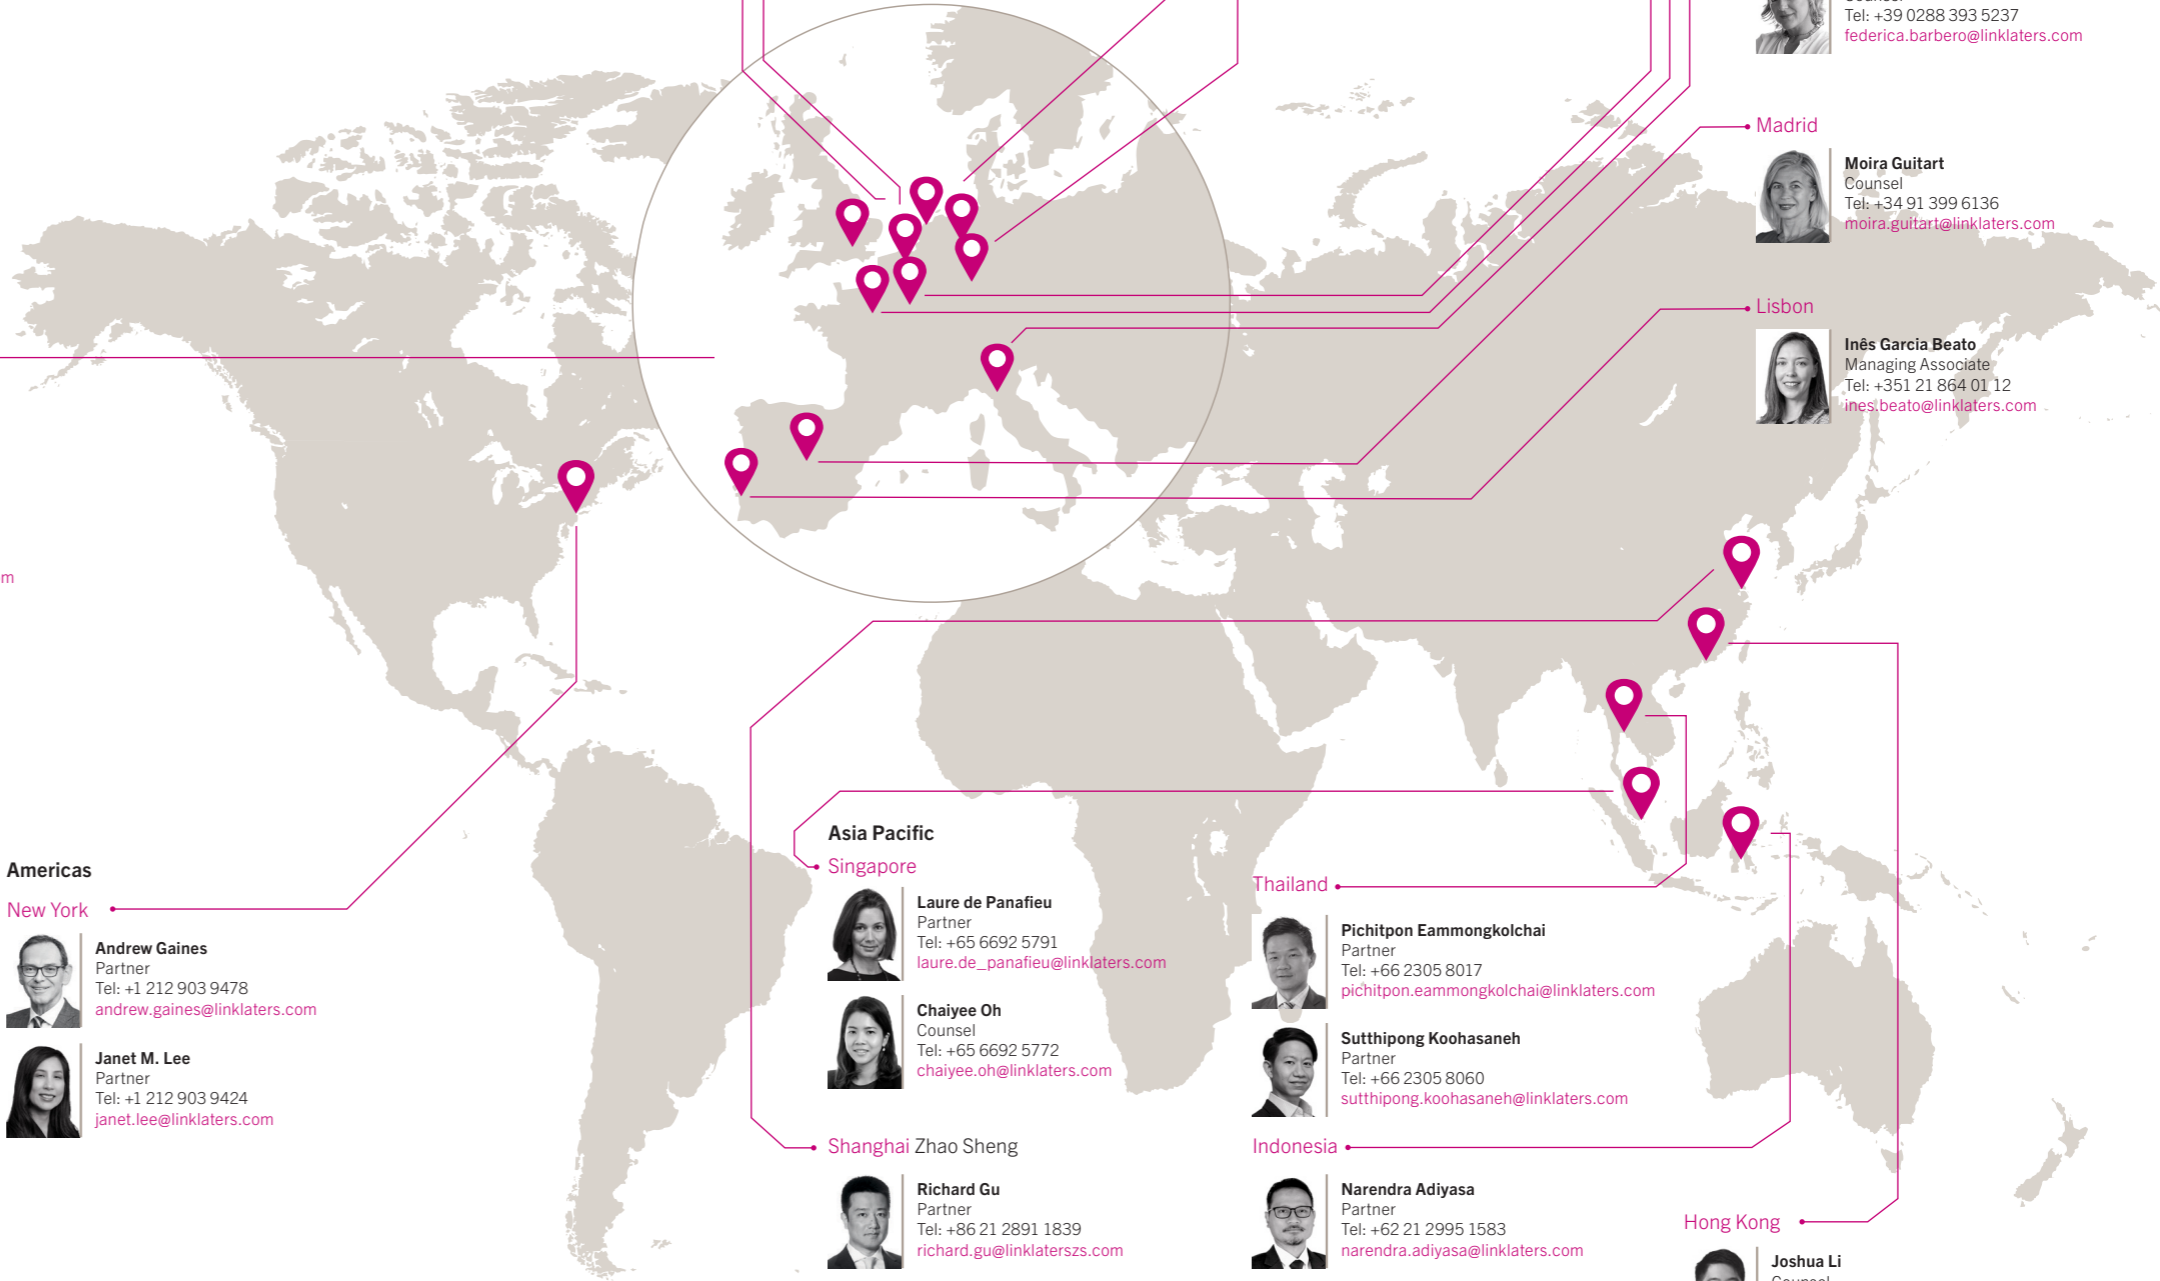 Tel: +39 0288 393 5237
federica.barbero@linklaters.com
Madrid
Moira Guitart
Counsel
Tel: +34 91 399 6136
moira.guitart@linklaters.com
Lisbon
Inês Garcia Beato
Managing Associate
Tel: +351 21 864 01 12
ines.beato@linklaters.com
m
Americas
New York
Andrew Gaines
Partner
Tel: +1 212 903 9478
andrew.gaines@linklaters.com
Janet M. Lee
Partner
Tel: +1 212 903 9424
janet.lee@linklaters.com
Asia Pacific
Singapore
Laure de Panafieu
Partner
Tel: +65 6692 5791
laure.de_panafieu@linklaters.com
Chaiyee Oh
Counsel
Tel: +65 6692 5772
chaiyee.oh@linklaters.com
Shanghai Zhao Sheng
Richard Gu
Partner
Tel: +86 21 2891 1839
richard.gu@linklaterszs.com
Thailand
Pichitpon Eammongkolchai
Partner
Tel: +66 2305 8017
pichitpon.eammongkolchai@linklaters.com
Sutthipong Koohasaneh
Partner
Tel: +66 2305 8060
sutthipong.koohasaneh@linklaters.com
Indonesia
Narendra Adiyasa
Partner
Tel: +62 21 2995 1583
narendra.adiyasa@linklaters.com
Hong Kong
Joshua Li
Counsel